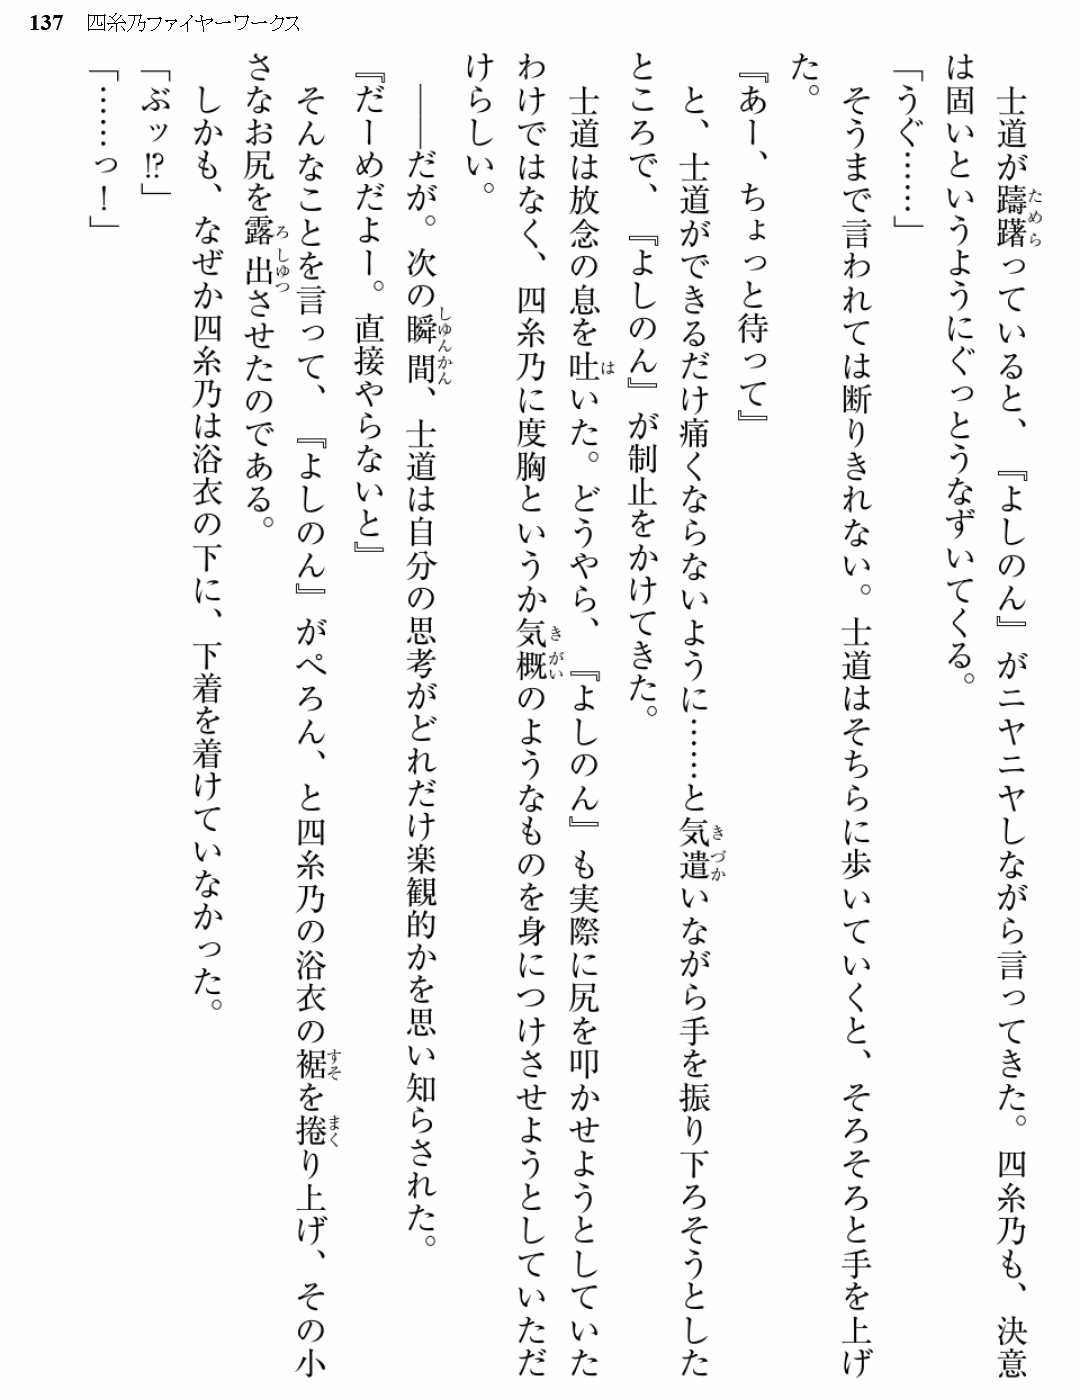 137 四糸乃ファイヤーワークス
士道が躊躇っていると、『よしのん』がニヤニヤしながら言ってきた。四糸乃も、決意
は固いというようにぐっとうなずいてくる。
「うぐ……」
そうまで言われては断りきれない。士道はそちらに歩いていくと、そろそろと手を上げ
た。
『あー、ちょっと待って』
と、士道ができるだけ痛くならないように……と気遣いながら手を振り下ろそうとした
ところで、『よしのん』が制止をかけてきた。
士道は放念の息を吐いた。どうやら、『よしのん』も実際に尻を叩かせようとしていた
わけではなく、四糸乃に度胸というか気概のようなものを身につけさせようとしていただ
けらしい。
――だが。次の瞬間、士道は自分の思考がどれだけ楽観的かを思い知らされた。
『だーめだよー。直接やらないと』
そんなことを言って、『よしのん』がぺろん、と四糸乃の浴衣の裾を捲り上げ、その小
さなお尻を露出させたのである。
しかも、なぜか四糸乃は浴衣の下に、下着を着けていなかった。
「ぶッ!?」
「……っ！」